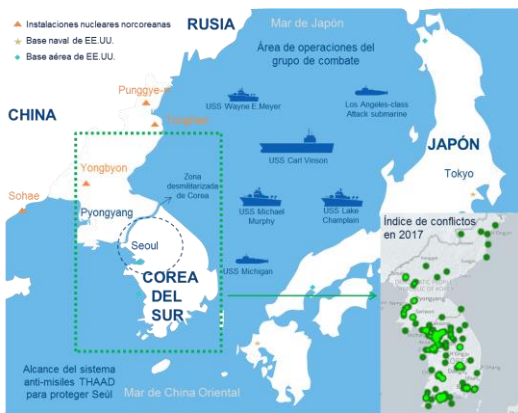 Instalaciones nucleares norcoreanas
Base naval de EE.UU.
Base aérea de EE.UU.
RUSIA
Mar de Japón
Área de operaciones del
grupo de combate
Punggye-ri
CHINA
USS Wayne E.Meyer
Los Angeles-class
Attack submarine
JAPÓN
USS Carl Vinson
Tokyo
Yongbyon
Zona
desmilitarizada
de Corea
Sohae
Pyongyang
USS Michael
Murphy
USS Lake
Champlain
Índice de conflictos
en 2017
Seoul
USS Michigan
COREA
DEL
SUR
Alcance del sistema
anti-misiles THAAD
para proteger Seúl
Mar de China Oriental